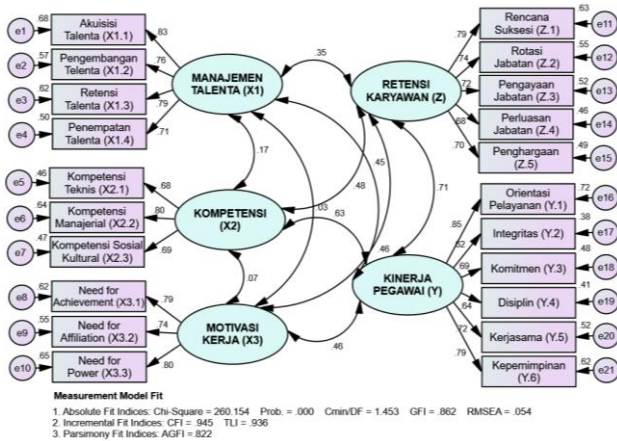 .68
e1
Akuisisi
Talenta (X1.1)
.83
.57
e2
Pengembangan
Talenta (X1.2)
.76
.62
e3
Retensi
Talenta (X1.3)
.79
.50
e4
Penempatan
Talenta (X1.4)
.71
MANAJEMEN
TALENTA (X1)
.46
e5
Kompetensi
Teknis (X2.1)
.68
.64
e6
Kompetensi
Manajerial (X2.2)
.80
.47
e7
Kompetensi Sosial
Kultural (X2.3)
.69
KOMPETENSI
(X2)
.62
e8
Need for
Achievement (X3.1)
.79
.55
e9
Need for
Affiliation (X3.2)
.74
.65
e10
Need for
Power (X3.3)
.80
MOTIVASI
KERJA (X3)
.35
.17
.45
.48
.03
.63
.46
.07
.46
.71
RETENSI
KARYAWAN (Z)
.79
Rencana
Suksesi (Z.1)
.63
e11
.74
Rotasi
Jabatan (Z.2)
.55
e12
.72
Pengayaan
Jabatan (Z.3)
.52
e13
.68
Perluasan
Jabatan (Z.4)
.46
e14
.70
Penghargaan
(Z.5)
.49
e15
KINERJA
PEGAWAI (Y)
.85
Orientasi
Pelayanan (Y.1)
.72
e16
Integritas (Y.2)
.38
e17
.69
Komitmen (Y.3)
.48
e18
.64
Disiplin (Y.4)
.41
e19
.72
Kerjasama (Y.5)
.52
e20
.79
Kepemimpinan
(Y.6)
.62
e21
Measurement Model Fit
1. Absolute Fit Indices: Chi-Square = 260.154 Prob. = .000 Cmin/DF = 1.453 GFI = .862 RMSEA = .054
2. Incremental Fit Indices: CFI = .945 TLI = .936
3. Parsimony Fit Indices: AGFI =.822